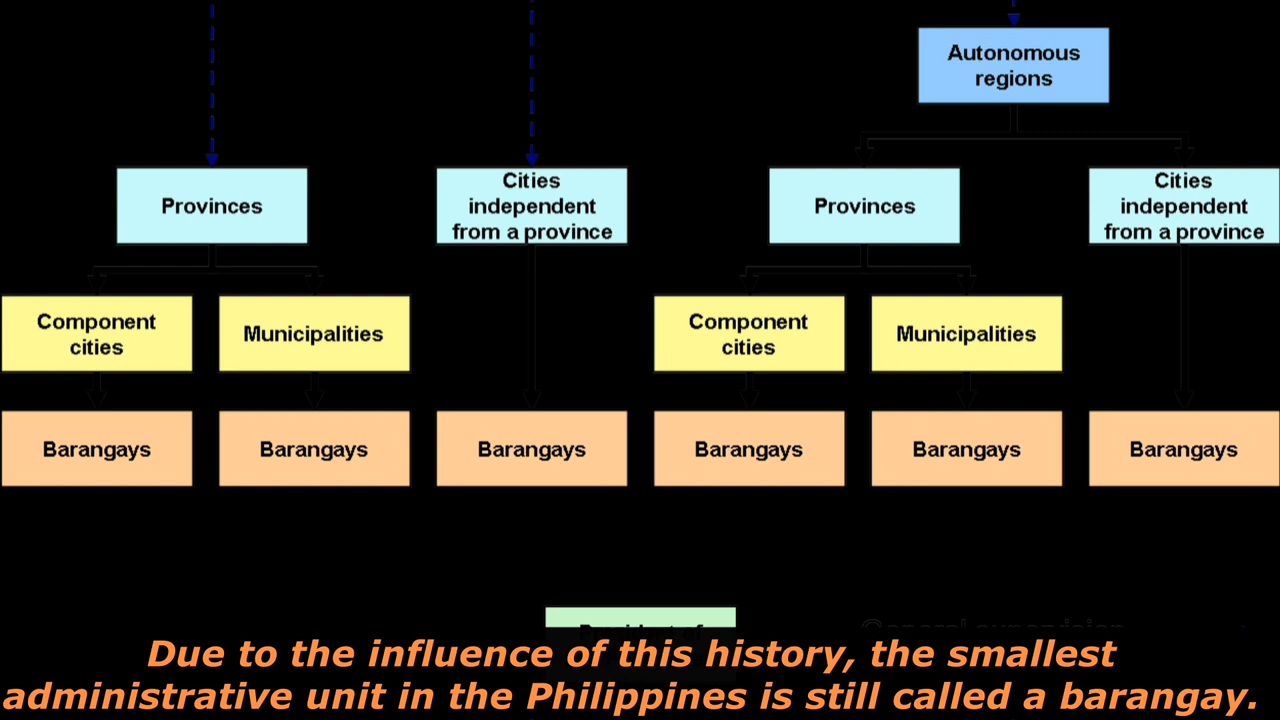 Autonomous
regions
Provinces
Cities
independent
from a province
Provinces
Cities
independent
from a province
Component
cities
Municipalities
Component
cities
Municipalities
Barangays
Barangays
Barangays
Barangays
Barangays
Barangays
General supervision
Due to the influence of this history, the smallest
administrative unit in the Philippines is still called a barangay.